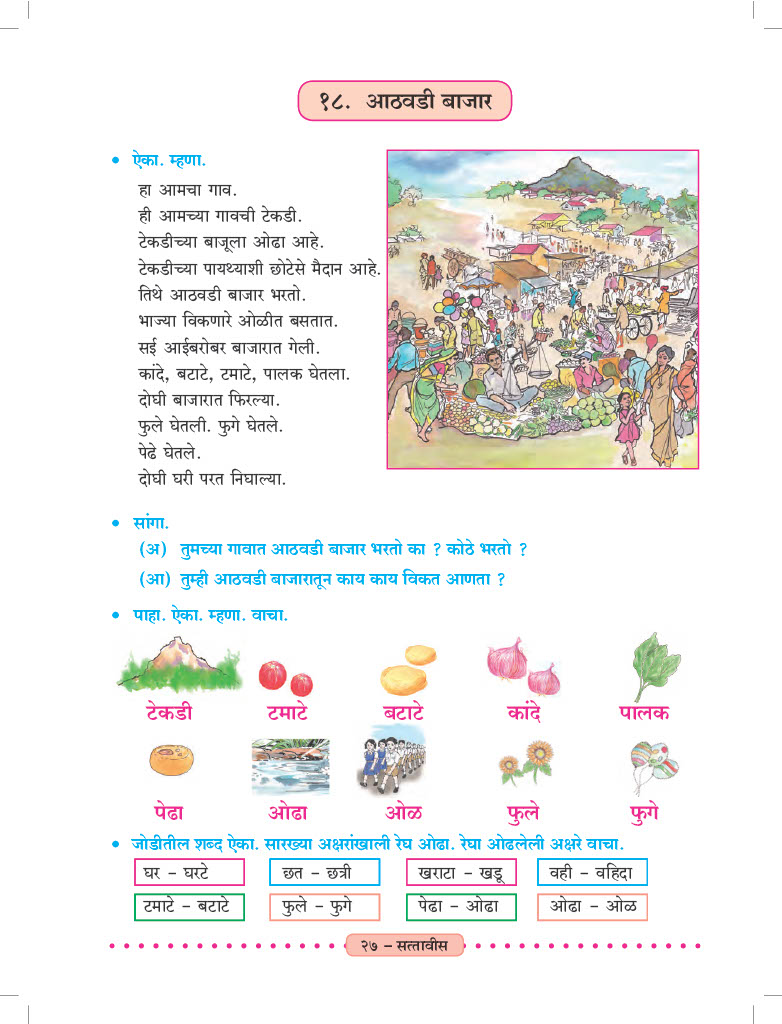 १८. आठवडी बाजार
• ऐका. म्हणा.
हा आमचा गाव.
ही आमच्या गावची टेकडी.
टेकडीच्या बाजूला ओढा आहे.
टेकडीच्या पायथ्याशी छोटेसे मैदान आहे.
तिथे आठवडी बाजार भरतो.
भाज्या विकणारे ओळीत बसतात.
सई आईबरोबर बाजारात गेली.
कांदे, बटाटे, टमाटे, पालक घेतला.
दोघी बाजारात फिरल्या.
फुले घेतली. फुगे घेतले.
पेढे घेतले.
दोघी घरी परत निघाल्या.
• सांगा.
(अ) तुमच्या गावात आठवडी बाजार भरतो का ? कोठे भरतो ?
(आ) तुम्ही आठवडी बाजारातून काय काय विकत आणता ?
• पाहा. ऐका. म्हणा. वाचा.
टेकडी टमाटे बटाटे कांदे पालक
पेढा ओढा ओळ फुले फुगे
• जोडीतील शब्द ऐका. सारख्या अक्षरांखाली रेघ ओढा. रेघा ओढलेली अक्षरे वाचा.
घर – घरटे छत – छत्री खराटा – खडू वही – वहिदा
टमाटे – बटाटे फुले – फुगे पेढा – ओढा ओढा – ओळ
२७ – सत्तावीस